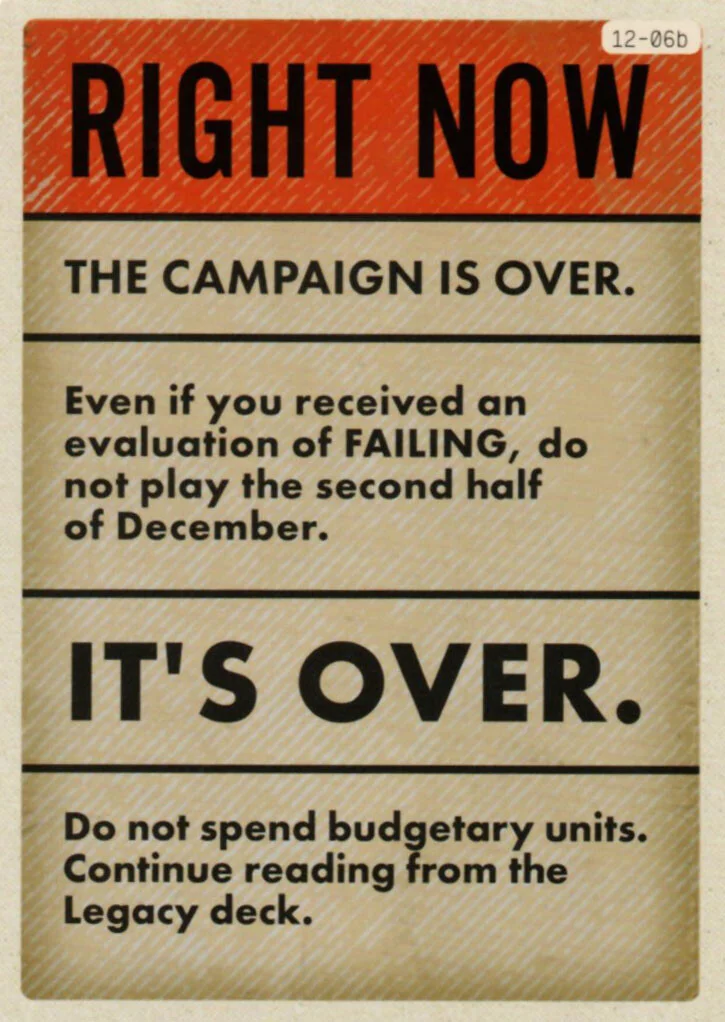 12-06b
RIGHT NOW
THE CAMPAIGN IS OVER.
Even if you received an
evaluation of FAILING, do
not play the second half
of December.
IT'S OVER.
Do not spend budgetary units.
Continue reading from the
Legacy deck.